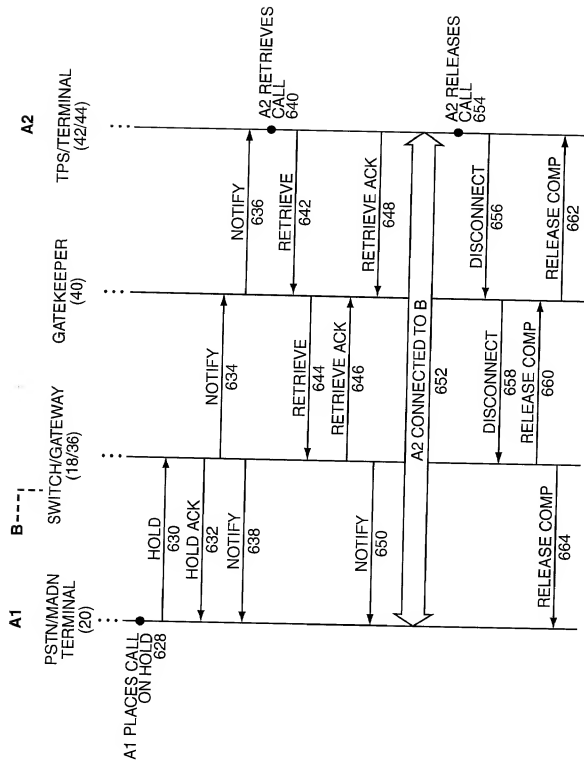 A1
B
A2
PSTN/MADN
TERMINAL
(20)
SWITCH/GATEWAY
(18/36)
GATEKEEPER
(40)
TPS/TERMINAL
(42/44)
A1 PLACES CALL
ON HOLD
628
HOLD
630
HOLD ACK
632
NOTIFY
638
NOTIFY
634
NOTIFY
636
A2 RETRIEVES
CALL
640
RETRIEVE
642
RETRIEVE
644
RETRIEVE ACK
646
RETRIEVE ACK
648
NOTIFY
650
A2 CONNECTED TO B
652
A2 RELEASES
CALL
654
DISCONNECT
656
DISCONNECT
658
RELEASE COMP
660
RELEASE COMP
662
RELEASE COMP
664